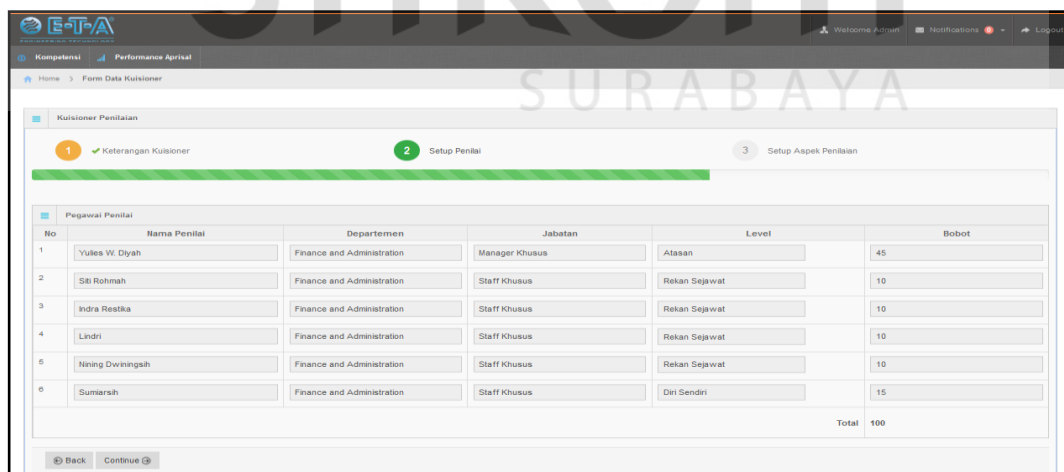 E-T-A
Welcome Admin Notifications 0 Logout
Kompetensi Performance Aprisal
Home > Form Data Kuisioner
SURABAYA
Kuisioner Penilaian
1 Keterangan Kuisioner 2 Setup Penilai 3 Setup Aspek Penilaian
Pegawai Penilai
No Nama Penilai Departemen Jabatan Level Bobot
1 Yulies W. Diyah Finance and Administration Manager Khusus Atasan 45
2 Siti Rohmah Finance and Administration Staff Khusus Rekan Sejawat 10
3 Indra Restika Finance and Administration Staff Khusus Rekan Sejawat 10
4 Lindri Finance and Administration Staff Khusus Rekan Sejawat 10
5 Nining Dwiningsih Finance and Administration Staff Khusus Rekan Sejawat 10
6 Sumiarsih Finance and Administration Staff Khusus Diri Sendiri 15
Total 100
Back Continue